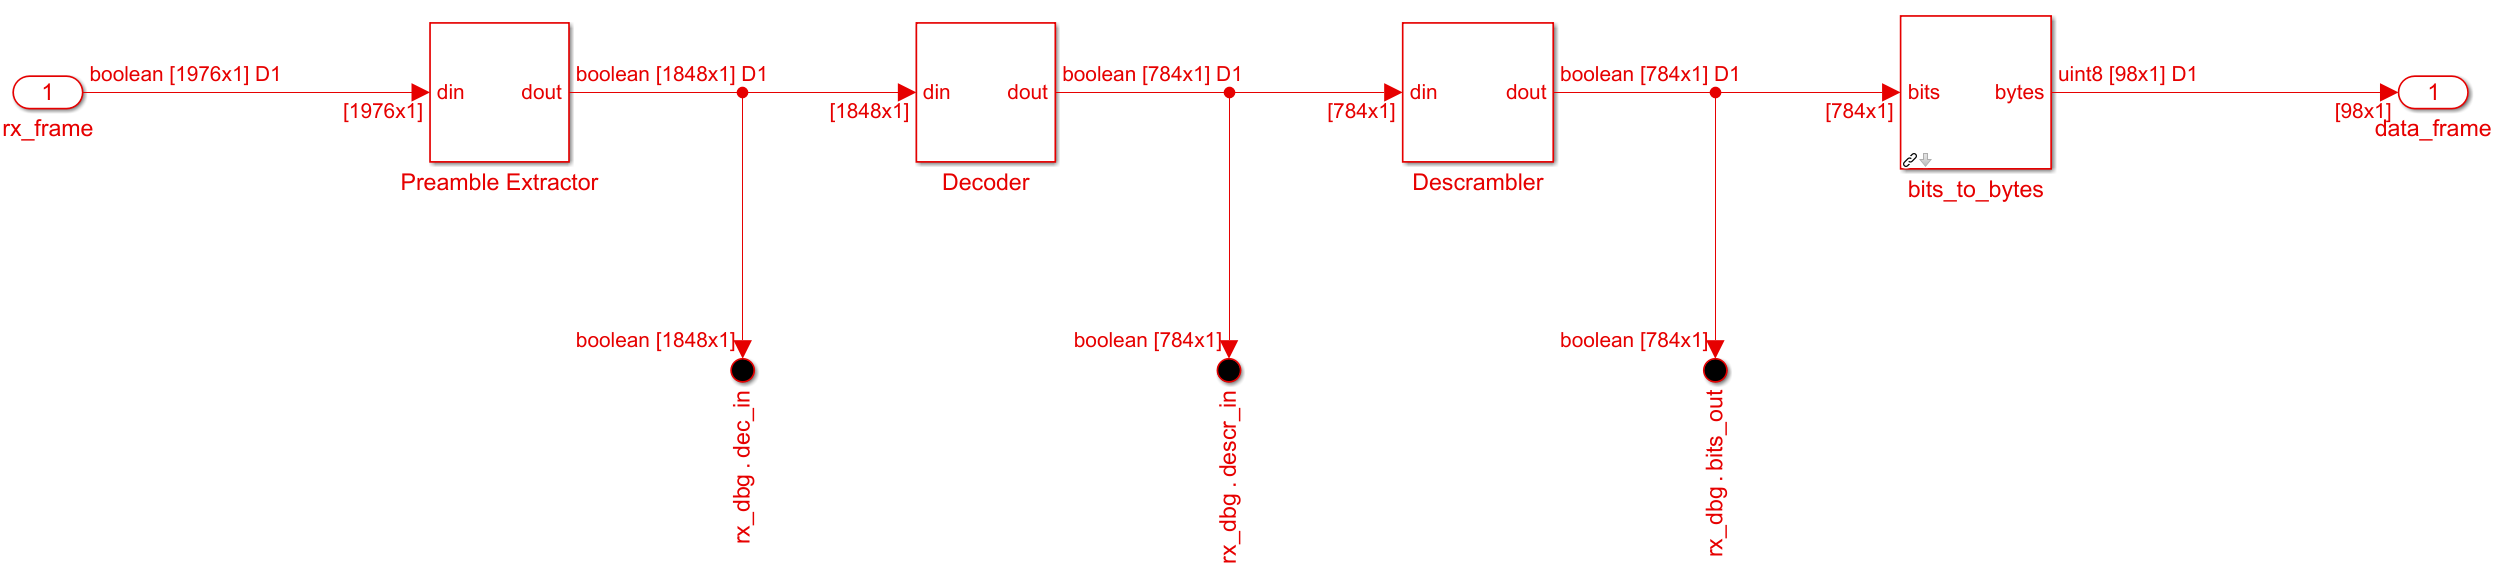 boolean [1976x1] D1
boolean [1848x1] D1
boolean [784x1] D1
boolean [784x1] D1
uint8 [98x1] D1
1
din
dout
din
dout
din
dout
bits
bytes
1
[1976x1]
[1848x1]
[784x1]
[784x1]
[98x1]
rx_frame
data_frame
Preamble Extractor
Decoder
Descrambler
bits_to_bytes
boolean [1848x1]
boolean [784x1]
boolean [784x1]
rx_dbg . dec_in
rx_dbg . descr_in
rx_dbg . bits_out